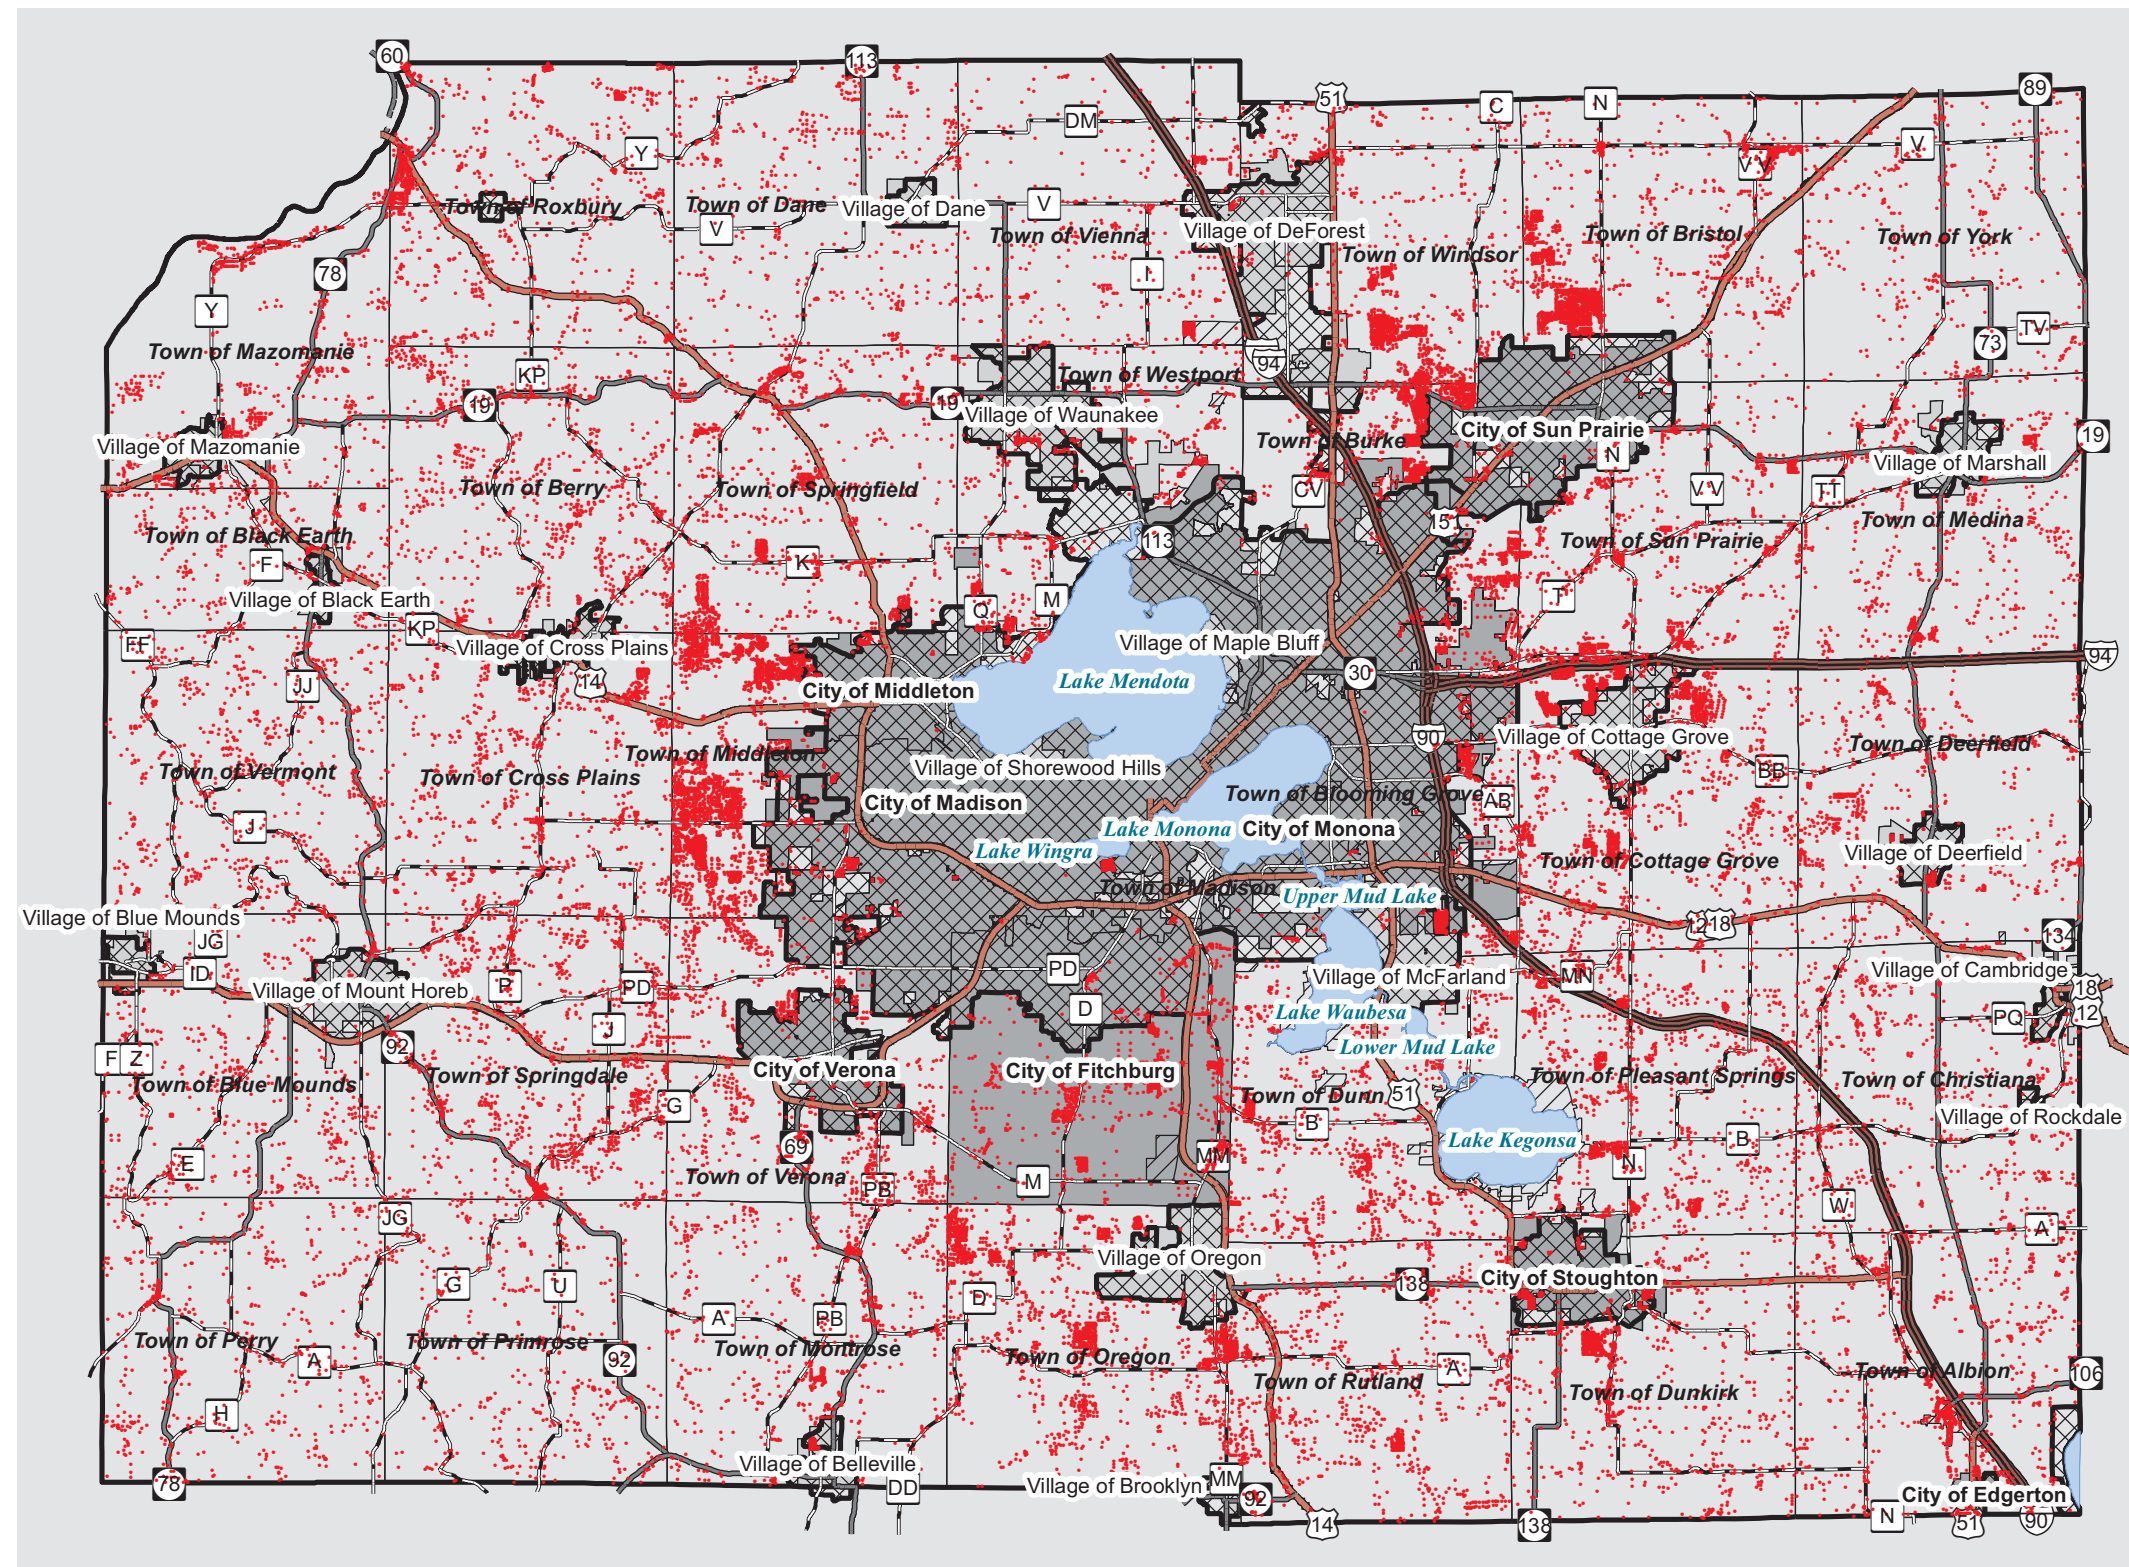 60
113
51
C
N
89
DM
Y
V
V V
Town of Roxbury
Town of Dane
Village of Dane
V
V
Town of Vienna
Village of DeForest
Town of Windsor
Town of Bristol
Town of York
78
I
Y
TV
73
Town of Mazomanie
94
KP
Town of Westport
19
19
Village of Waunakee
City of Sun Prairie
19
Village of Mazomanie
Town of Burke
N
Village of Marshall
Town of Berry
Town of Springfield
CV
V V
TT
15
Town of Medina
Town of Black Earth
113
Town of Sun Prairie
F
K
Village of Black Earth
Q
M
T
KP
FF
Village of Cross Plains
Village of Maple Bluff
94
JJ
14
City of Middleton
Lake Mendota
30
90
Village of Cottage Grove
Town of Deerfield
Town of Middleton
Town of Vermont
Town of Cross Plains
Village of Shorewood Hills
BB
City of Madison
Town of Blooming Grove
AB
J
Lake Monona
City of Monona
Lake Wingra
Town of Cottage Grove
Village of Deerfield
Town of Madison
Upper Mud Lake
Village of Blue Mounds
1218
134
JG
ID
PD
Village of McFarland
MN
Village of Cambridge
Village of Mount Horeb
P
PD
18
D
Lake Waubesa
12
PQ
J
92
Lower Mud Lake
F
Z
City of Verona
City of Fitchburg
Town of Blue Mounds
Town of Springdale
Town of Pleasant Springs
Town of Christiana
Town of Dunn
51
G
B
Village of Rockdale
69
Lake Kegonsa
B
E
MM
N
Town of Verona
PB
M
W
JG
A
Village of Oregon
G
U
138
City of Stoughton
D
A
PB
Town of Perry
Town of Primrose
Town of Montrose
Town of Oregon
A
92
A
Town of Albion
106
Town of Rutland
Town of Dunkirk
H
Village of Belleville
78
DD
Village of Brooklyn
MM
92
City of Edgerton
14
138
N
51
90